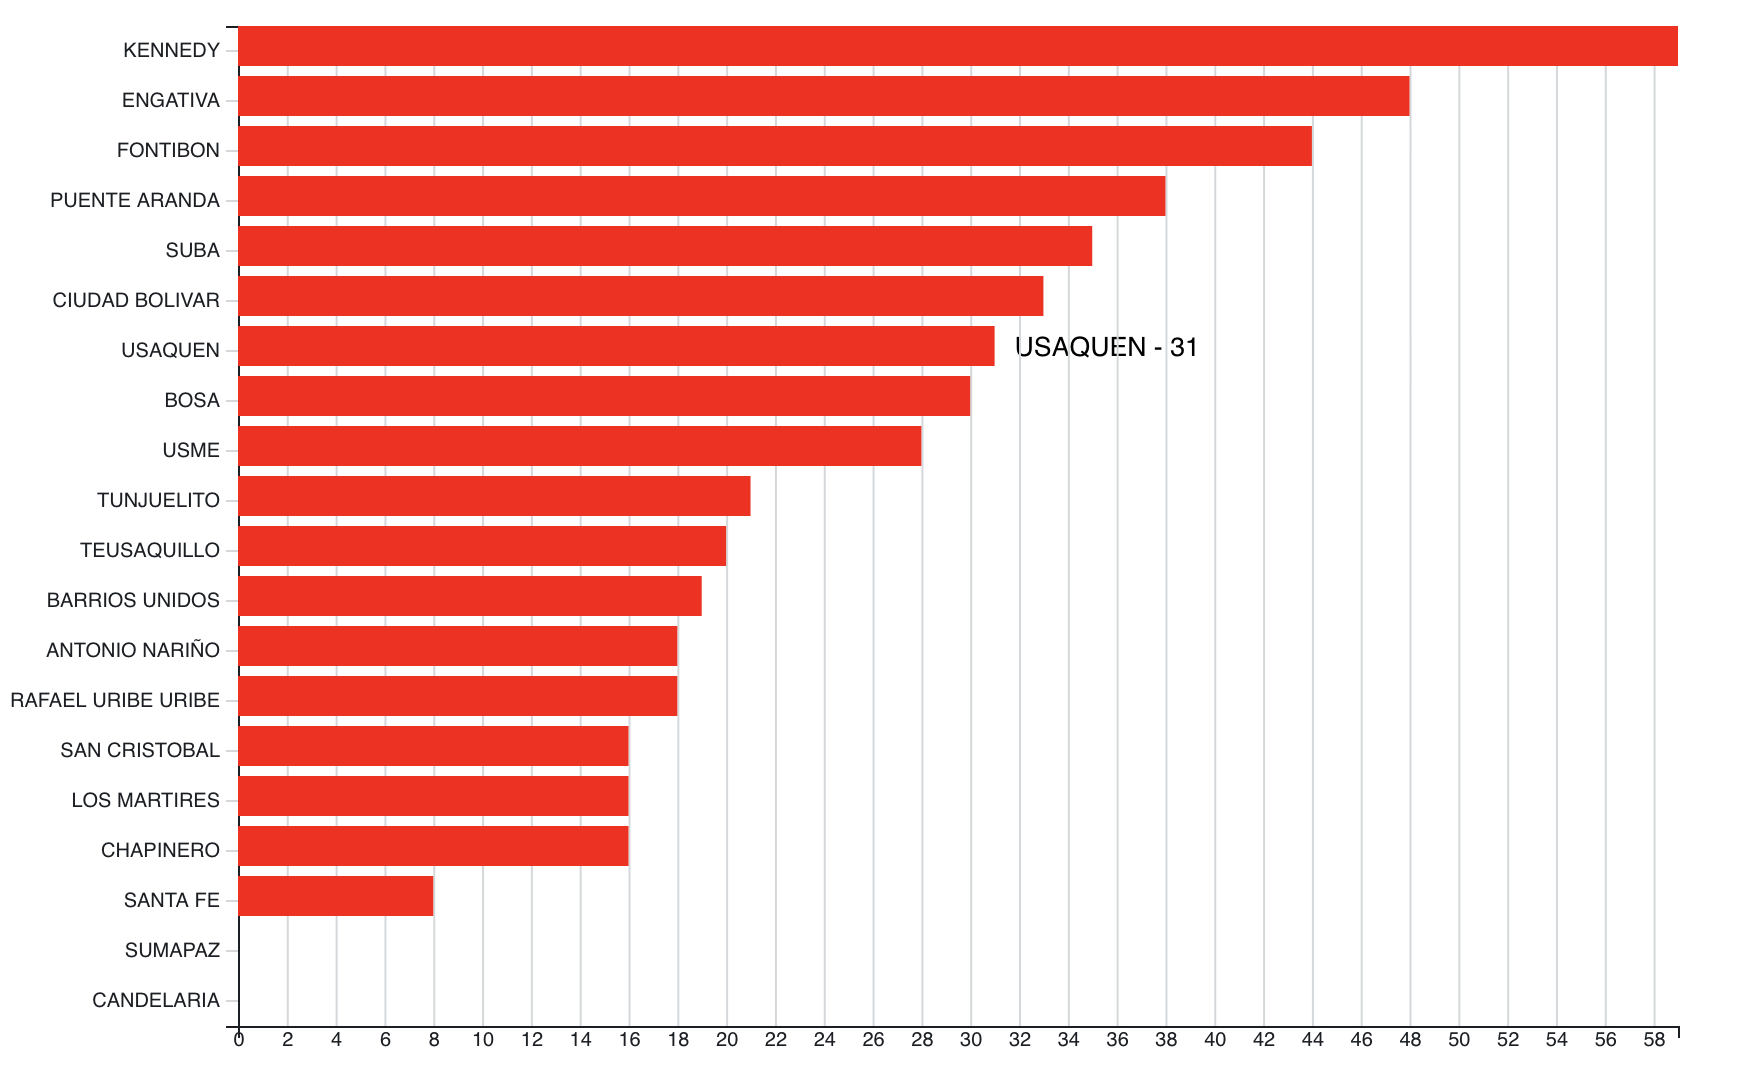 KENNEDY
ENGATIVA
FONTIBON
PUENTE ARANDA
SUBA
CIUDAD BOLIVAR
USAQUEN
USAQUEN - 31
BOSA
USME
TUNJUELITO
TEUSAQUILLO
BARRIOS UNIDOS
ANTONIO NARIÑO
RAFAEL URIBE URIBE
SAN CRISTOBAL
LOS MARTIRES
CHAPINERO
SANTA FE
SUMAPAZ
CANDELARIA
0 2 4 6 8 10 12 14 16 18 20 22 24 26 28 30 32 34 36 38 40 42 44 46 48 50 52 54 56 58